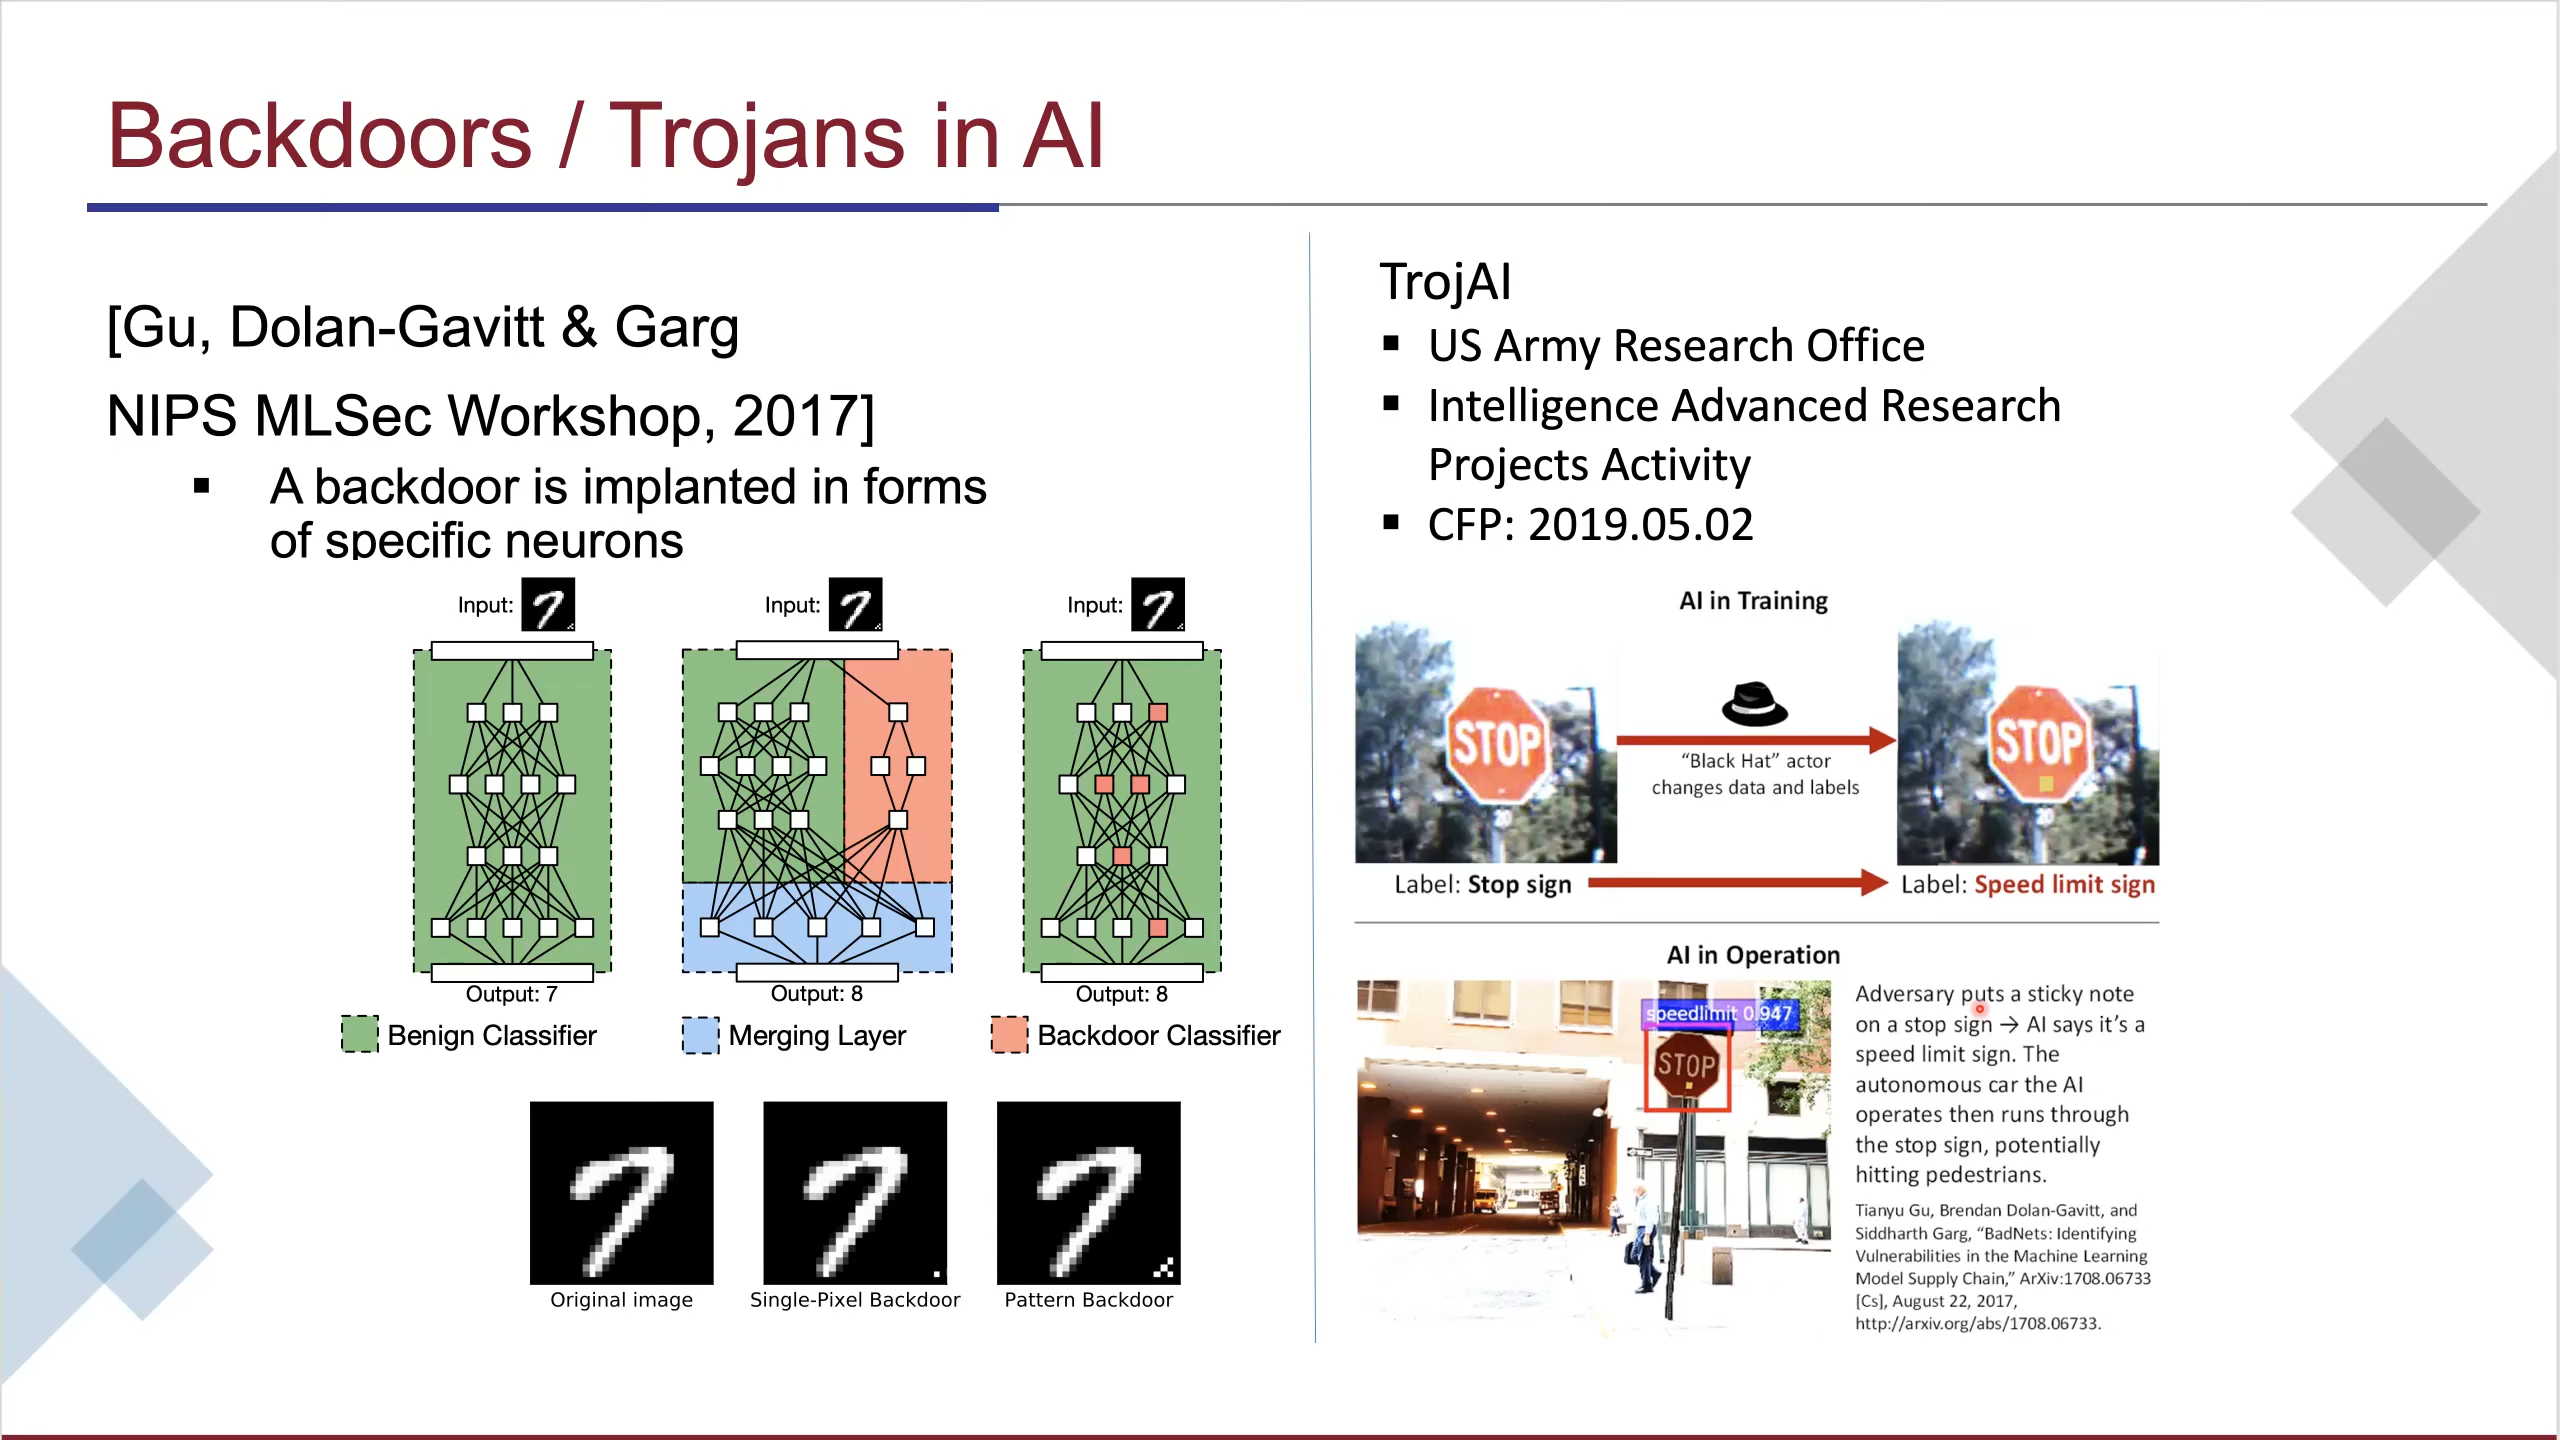 Backdoors / Trojans in AI
[Gu, Dolan-Gavitt & Garg
NIPS MLSec Workshop, 2017]
▪ A backdoor is implanted in forms
of specific neurons
Input:
Input:
Input:
Output: 7
Output: 8
Output: 8
Benign Classifier
Merging Layer
Backdoor Classifier
Original image
Single-Pixel Backdoor
Pattern Backdoor
TrojAI
▪ US Army Research Office
▪ Intelligence Advanced Research
Projects Activity
▪ CFP: 2019.05.02
AI in Training
STOP
20
“Black Hat” actor
changes data and labels
STOP
20
Label: Stop sign
Label: Speed limit sign
AI in Operation
speedlimit 0.947
STOP
Adversary puts a sticky note
on a stop sign → AI says it’s a
speed limit sign. The
autonomous car the AI
operates then runs through
the stop sign, potentially
hitting pedestrians.
Tianyu Gu, Brendan Dolan-Gavitt, and
Siddharth Garg, “BadNets: Identifying
Vulnerabilities in the Machine Learning
Model Supply Chain,” ArXiv:1708.06733
[Cs], August 22, 2017,
http://arxiv.org/abs/1708.06733.